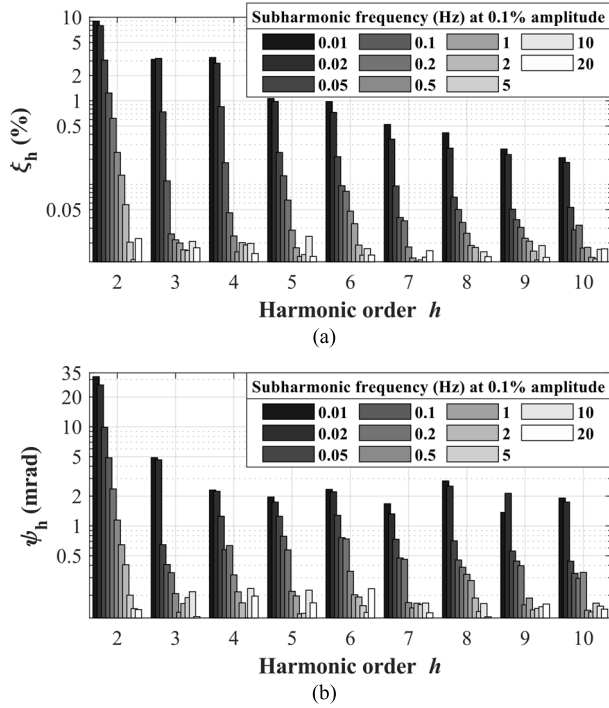 (a)
Subharmonic frequency (Hz) at 0.1% amplitude
0.01 0.1 1 10
0.02 0.2 2 20
0.05 0.5 5
10
5
1
0.5
0.05
ξh (%)
2 3 4 5 6 7 8 9 10
Harmonic order h
(a)
Subharmonic frequency (Hz) at 0.1% amplitude
0.01 0.1 1 10
0.02 0.2 2 20
0.05 0.5 5
35
20
10
5
2
1
0.5
ψh (mrad)
2 3 4 5 6 7 8 9 10
Harmonic order h
(b)